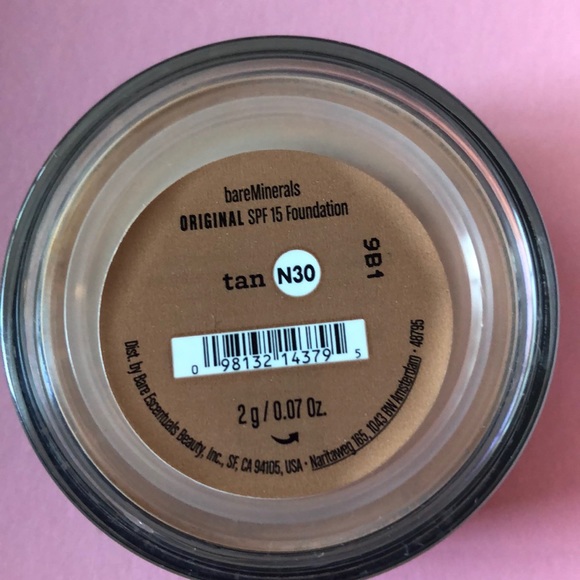 bareMinerals
ORIGINAL SPF 15 Foundation
tan N30
9B1
0 98132 14379 5
2 g / 0.07 Oz.
Dist. by Bare Escentuals Beauty, Inc., SF, CA 94105, USA · Naritaweg 165, 1043 BW Amsterdam · 48795